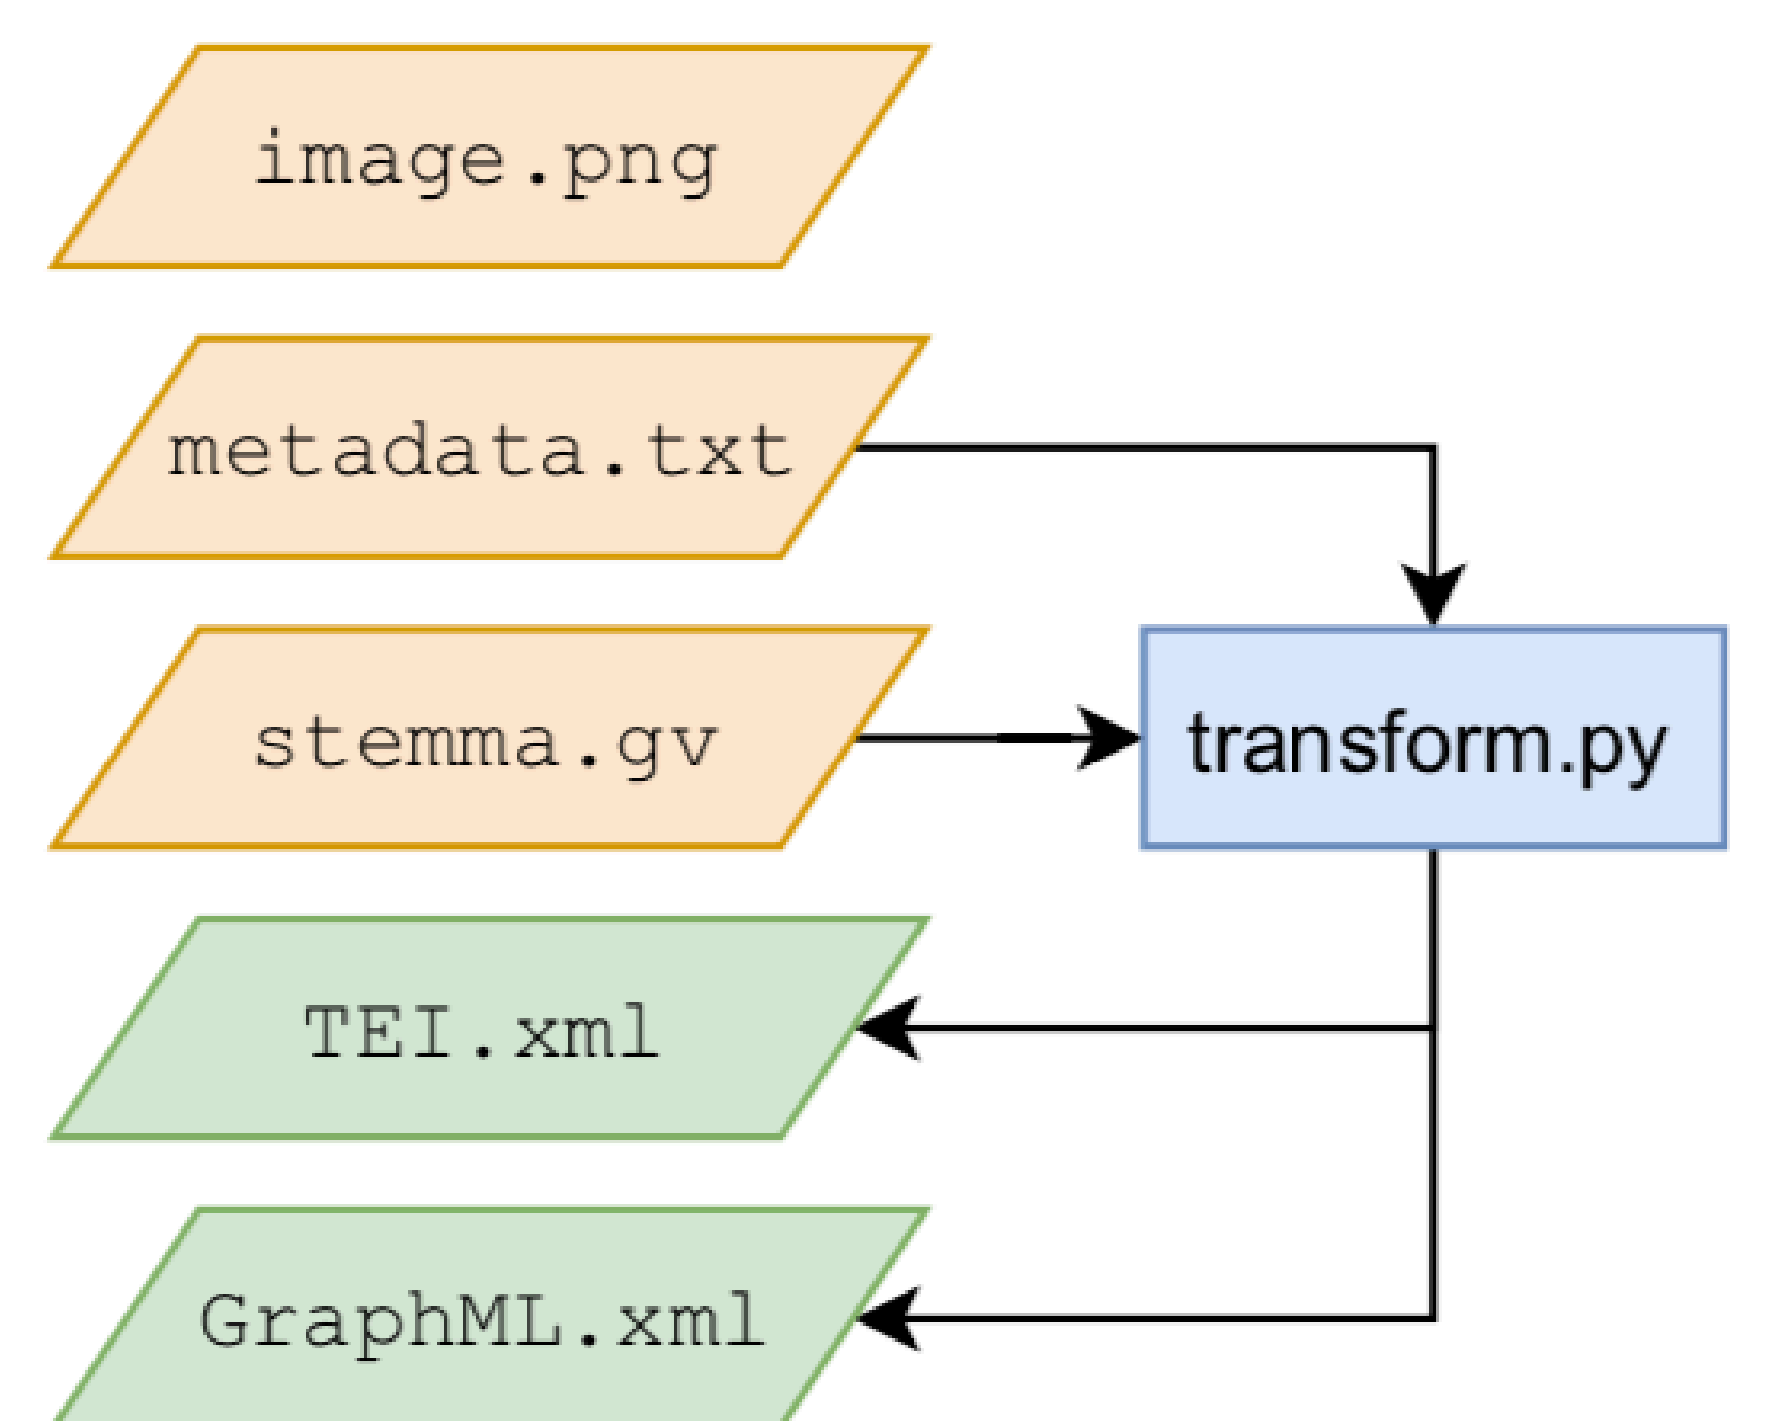 image.png
metadata.txt
stemma.gv
transform.py
TEI.xml
GraphML.xml